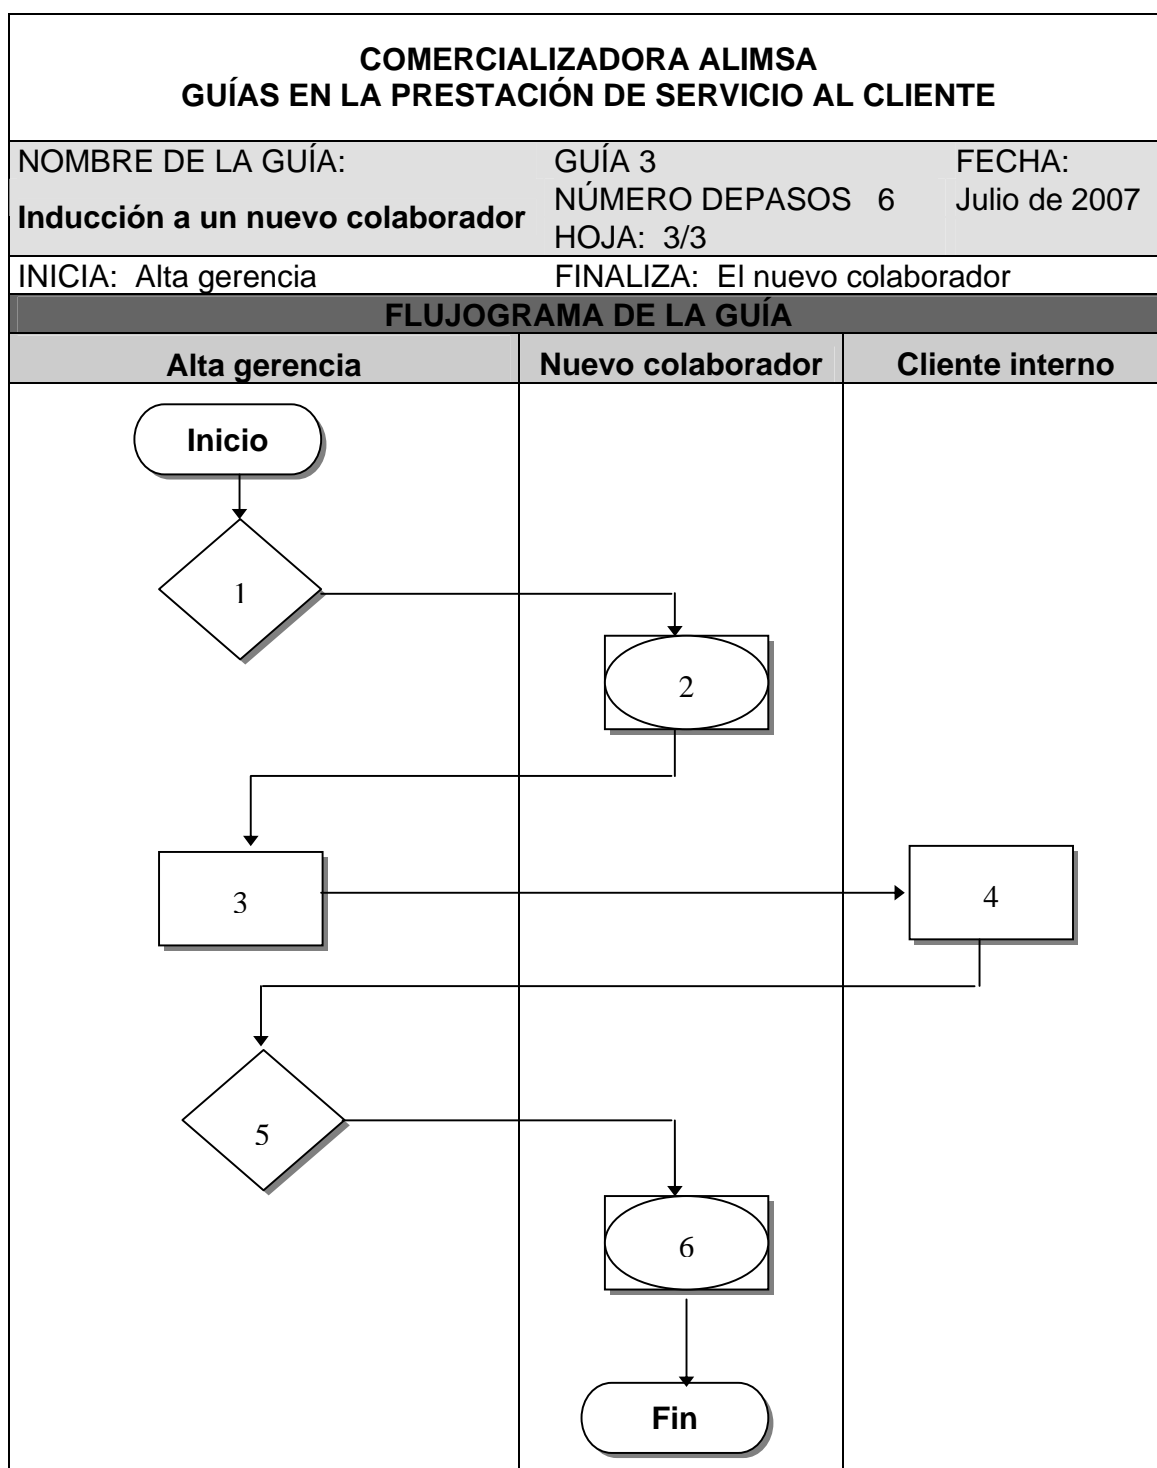 COMERCIALIZADORA ALIMSA
GUÍAS EN LA PRESTACIÓN DE SERVICIO AL CLIENTE
NOMBRE DE LA GUÍA:
Inducción a un nuevo colaborador
GUÍA 3
NÚMERO DEPASOS 6
HOJA: 3/3
FECHA:
Julio de 2007
INICIA: Alta gerencia
FINALIZA: El nuevo colaborador
FLUJOGRAMA DE LA GUÍA
Alta gerencia
Nuevo colaborador
Cliente interno
Inicio
1
2
3
4
5
6
Fin